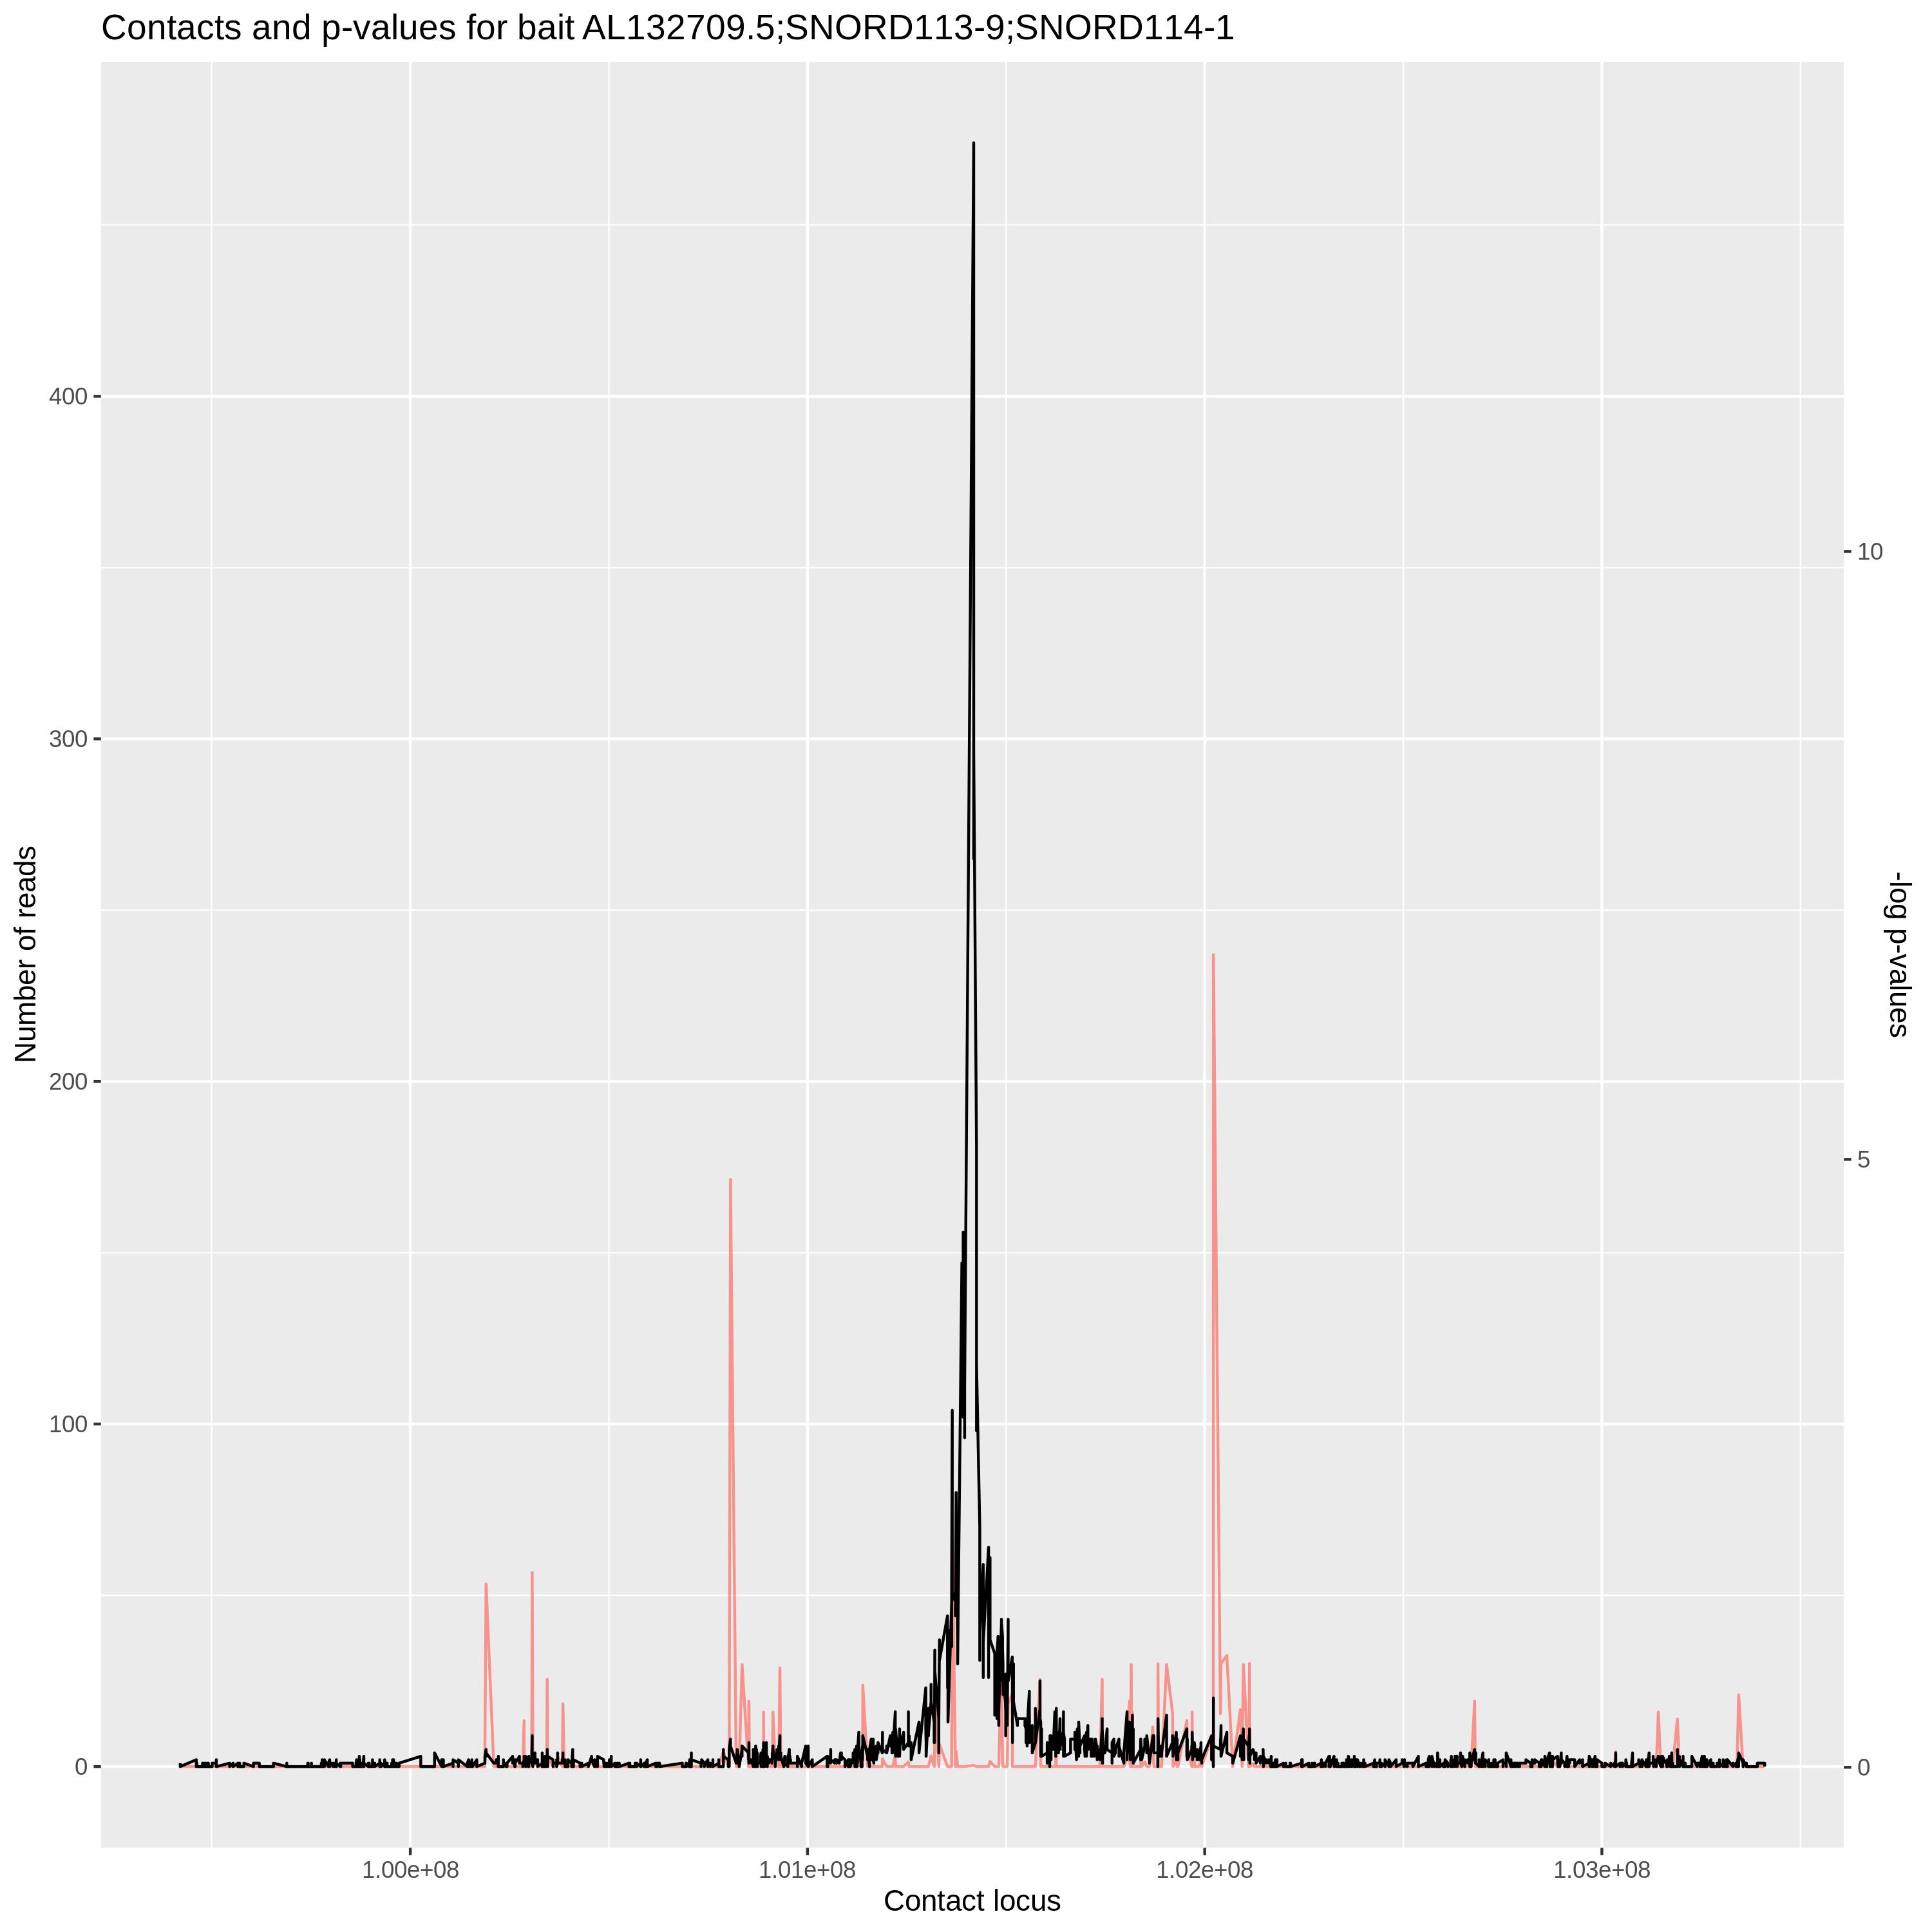 Contacts and p-values for bait AL132709.5;SNORD113-9;SNORD114-1
400
300
200
100
0
Number of reads
10
5
0
-log p-values
1.00e+08
1.01e+08
1.02e+08
1.03e+08
Contact locus